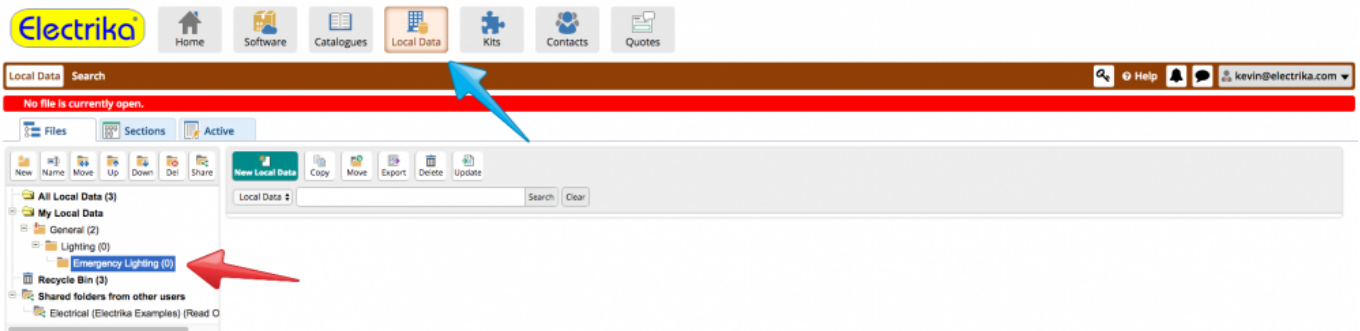 Electrika
Home Software Catalogues Local Data Kits Contacts Quotes
Local Data Search Help kevin@electrika.com
No file is currently open.
Files Sections Active
New Name Move Up Down Del Share New Local Data Copy Move Export Delete Update
All Local Data (3)
Local Data Search Clear
My Local Data
General (2)
Lighting (0)
Emergency Lighting (0)
Recycle Bin (3)
Shared folders from other users
Electrical (Electrika Examples) (Read O